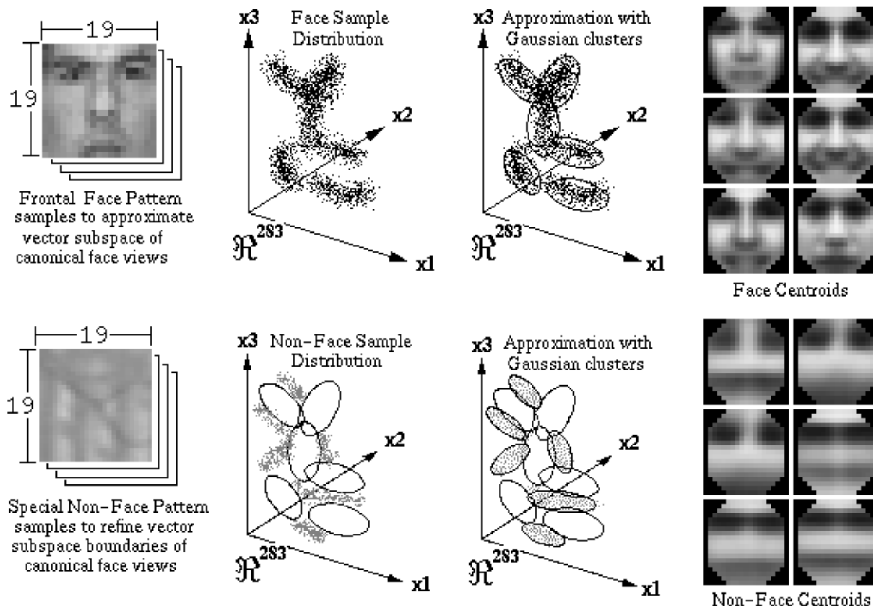 19
19
Frontal Face Pattern
samples to approximate
vector subspace of
canonical face views
x3
Face Sample
Distribution
x2
ℜ283
x1
x3
Approximation with
Gaussian clusters
x2
ℜ283
x1
Face Centroids
19
19
Special Non-Face Pattern
samples to refine vector
subspace boundaries of
canonical face views
x3
Non-Face Sample
Distribution
x2
ℜ283
x1
x3
Approximation with
Gaussian clusters
x2
ℜ283
x1
Non-Face Centroids